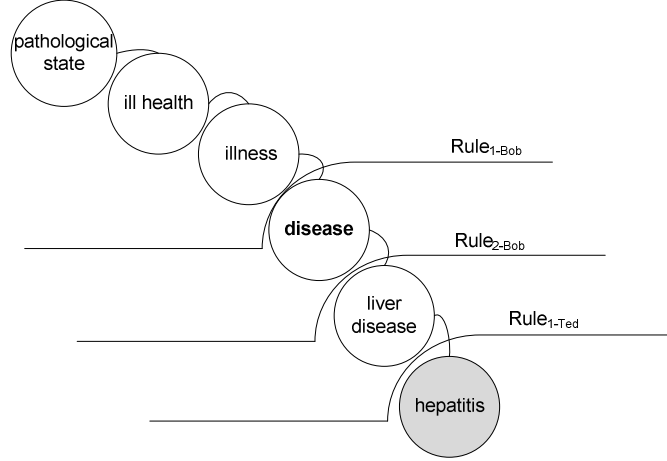 pathological
state
ill health
illness
Rule1-Bob
disease
Rule2-Bob
liver
disease
Rule1-Ted
hepatitis